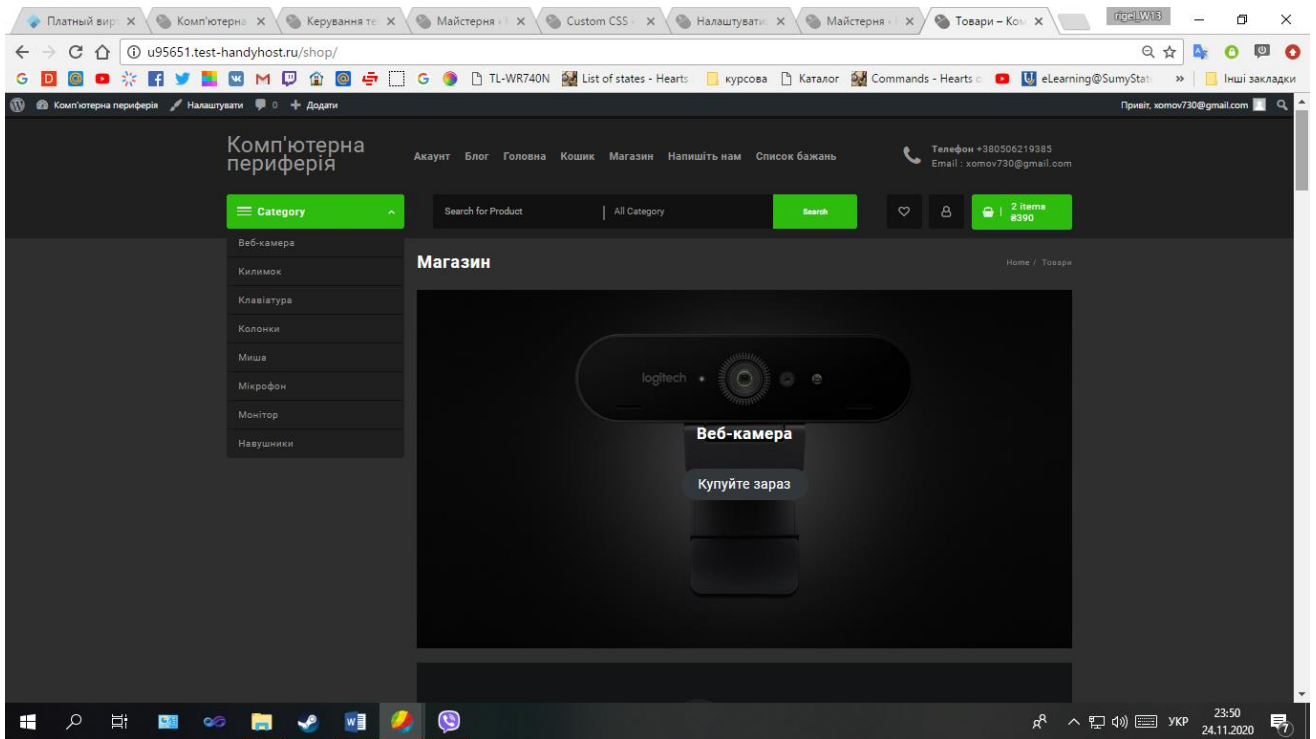 Платный вир
Комп'ютерна
Керування те
Майстерня ‹
Custom CSS ‹
Налаштувати
Майстерня ‹
Товари – Ком
rigel_W13
u95651.test-handyhost.ru/shop/
TL-WR740N
List of states - Hearts
курсова
Каталог
Commands - Hearts o
eLearning@SumyStat
»
Інші закладки
Комп'ютерна периферія
Налаштувати
0
Додати
Привіт, xomov730@gmail.com
Комп'ютерна
периферія
Акаунт Блог Головна Кошик Магазин Напишіть нам Список бажань
Телефон +380506219385
Email : xomov730@gmail.com
Category
Search for Product
All Category
Search
2 items
₴390
Веб-камера
Килимок
Клавіатура
Колонки
Миша
Мікрофон
Монітор
Навушники
Магазин
Home / Товари
logitech
Веб-камера
Купуйте зараз
УКР
23:50
24.11.2020
7